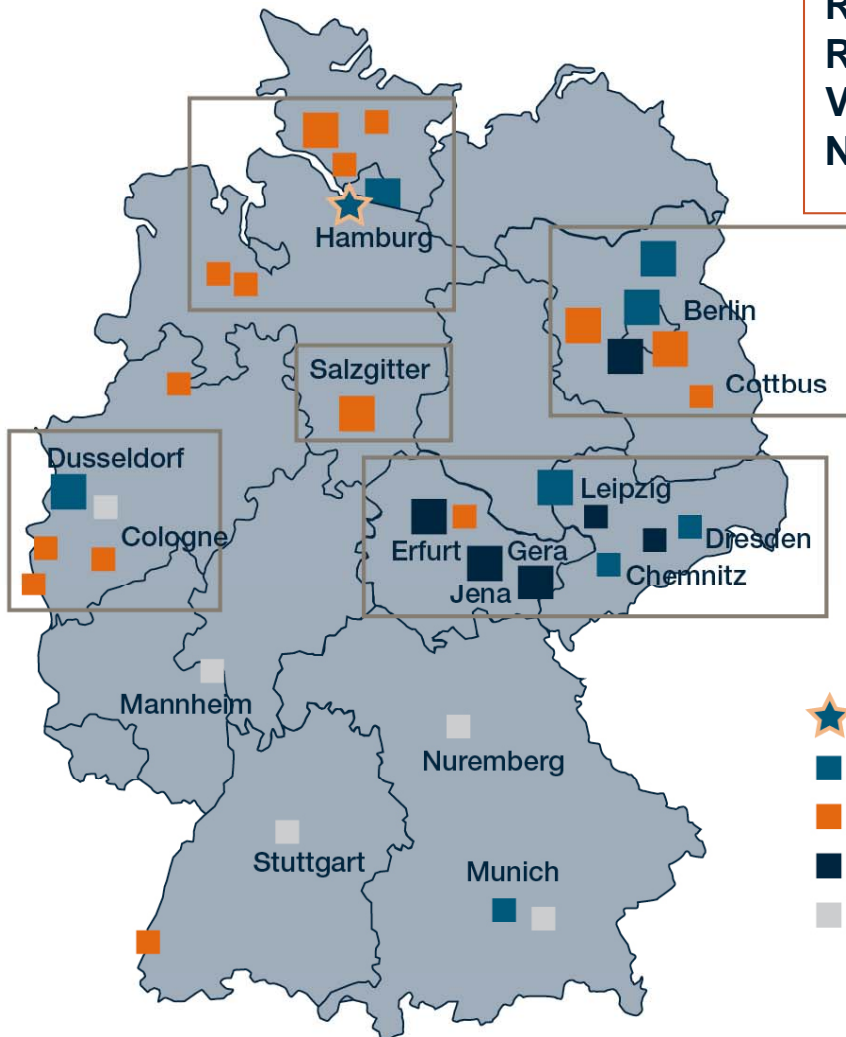 R
R
V
N
Hamburg
Berlin
Salzgitter
Cottbus
Dusseldorf
Leipzig
Cologne
Erfurt
Gera
Dresden
Jena
Chemnitz
Mannheim
Nuremberg
Stuttgart
Munich